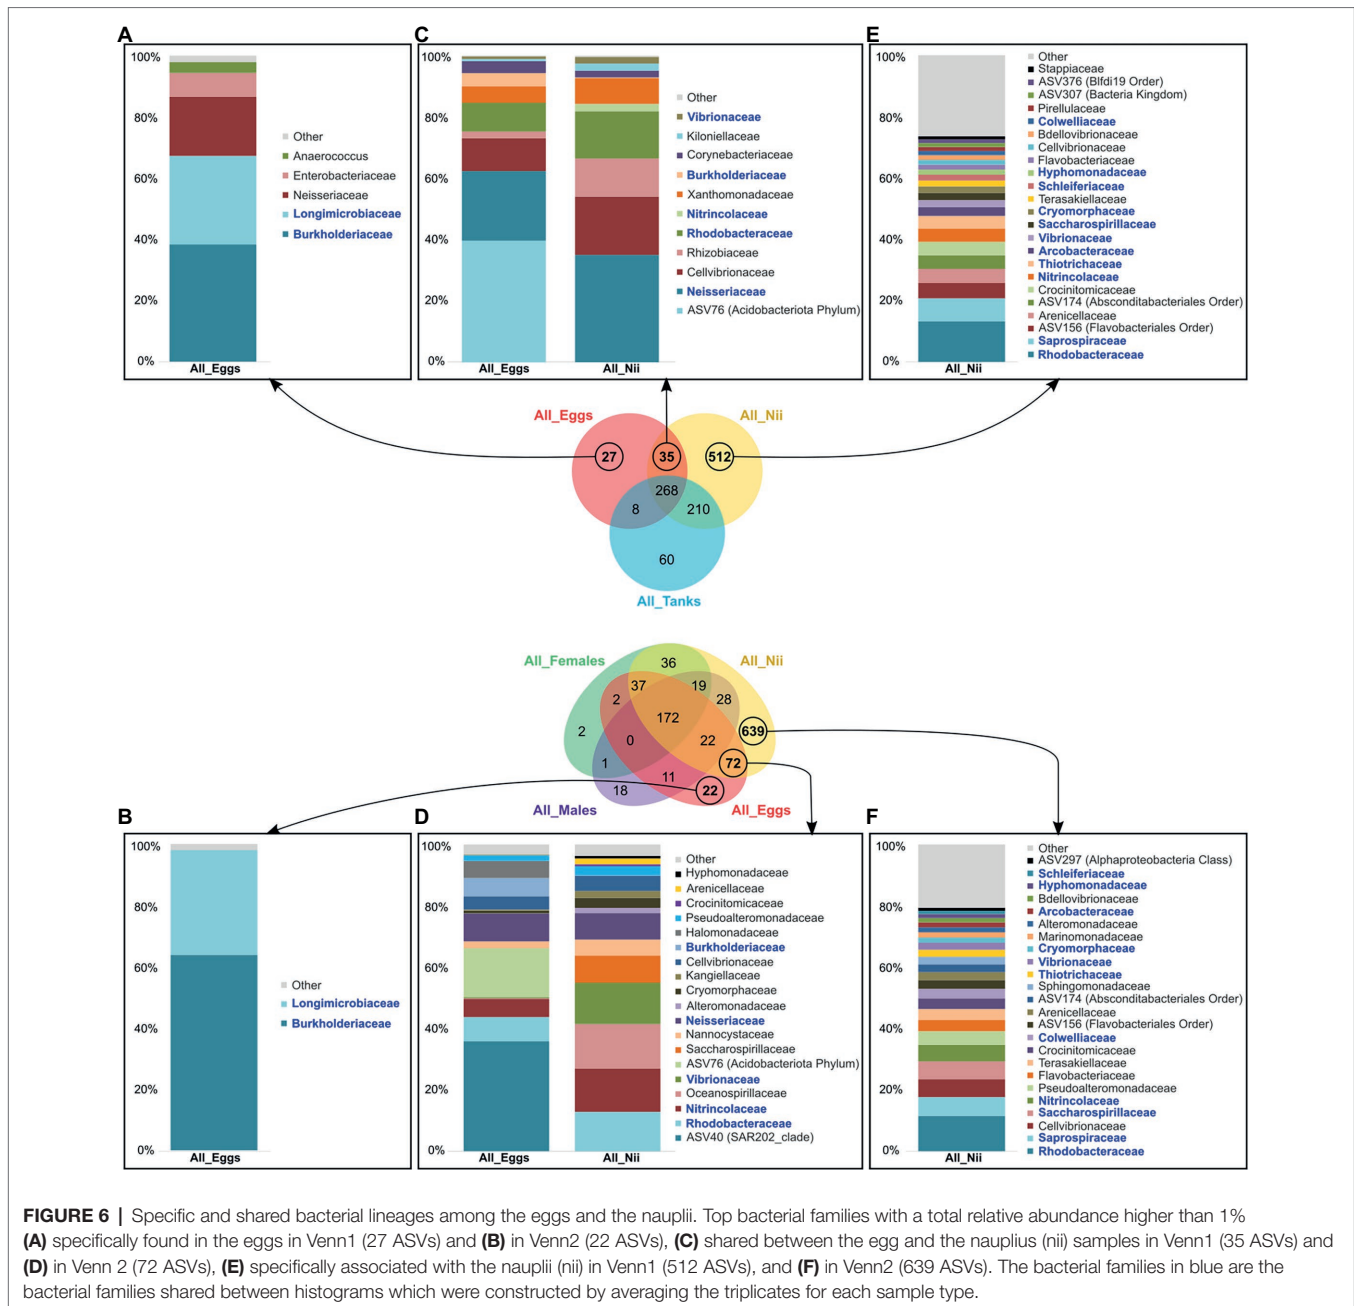 A
100%
80%
60%
40%
20%
0%
All_Eggs
Other
Anaerococcus
Enterobacteriaceae
Neisseriaceae
Longimicrobiaceae
Burkholderiaceae
C
100%
80%
60%
40%
20%
0%
All_Eggs
All_Nii
Other
Vibrionaceae
Kiloniellaceae
Corynebacteriaceae
Burkholderiaceae
Xanthomonadaceae
Nitrincolaceae
Rhodobacteraceae
Rhizobiaceae
Cellvibrionaceae
Neisseriaceae
ASV76 (Acidobacteriota Phylum)
E
100%
80%
60%
40%
20%
0%
All_Nii
Other
Stappiaceae
ASV376 (Blfdi19 Order)
ASV307 (Bacteria Kingdom)
Pirellulaceae
Colwelliaceae
Bdellovibrionaceae
Cellvibrionaceae
Flavobacteriaceae
Hyphomonadaceae
Schleiferiaceae
Terasakiellaceae
Cryomorphaceae
Saccharospirillaceae
Vibrionaceae
Arcobacteraceae
Thiotrichaceae
Nitrincolaceae
Crocinitomicaceae
ASV174 (Absconditabacteriales Order)
Arenicellaceae
ASV156 (Flavobacteriales Order)
Saprospiraceae
Rhodobacteraceae
All_Eggs
All_Nii
27
35
512
268
8
210
60
All_Tanks
All_Females
All_Nii
36
37
19
2
28
172
2
639
0
22
1
72
11
18
22
All_Males
All_Eggs
B
100%
80%
60%
40%
20%
0%
All_Eggs
Other
Longimicrobiaceae
Burkholderiaceae
D
100%
80%
60%
40%
20%
0%
All_Eggs
All_Nii
Other
Hyphomonadaceae
Arenicellaceae
Crocinitomicaceae
Pseudoalteromonadaceae
Halomonadaceae
Burkholderiaceae
Cellvibrionaceae
Kangiellaceae
Cryomorphaceae
Alteromonadaceae
Neisseriaceae
Nannocystaceae
Saccharospirillaceae
ASV76 (Acidobacteriota Phylum)
Vibrionaceae
Oceanospirillaceae
Nitrincolaceae
Rhodobacteraceae
ASV40 (SAR202_clade)
F
100%
80%
60%
40%
20%
0%
All_Nii
Other
ASV297 (Alphaproteobacteria Class)
Schleiferiaceae
Hyphomonadaceae
Bdellovibrionaceae
Arcobacteraceae
Alteromonadaceae
Marinomonadaceae
Cryomorphaceae
Vibrionaceae
Thiotrichaceae
Sphingomonadaceae
ASV174 (Absconditabacteriales Order)
Arenicellaceae
ASV156 (Flavobacteriales Order)
Colwelliaceae
Crocinitomicaceae
Terasakiellaceae
Flavobacteriaceae
Pseudoalteromonadaceae
Nitrincolaceae
Saccharospirillaceae
Cellvibrionaceae
Saprospiraceae
Rhodobacteraceae
FIGURE 6 | Specific and shared bacterial lineages among the eggs and the nauplii. Top bacterial families with a total relative abundance higher than 1%
(A) specifically found in the eggs in Venn1 (27 ASVs) and (B) in Venn2 (22 ASVs), (C) shared between the egg and the nauplius (nii) samples in Venn1 (35 ASVs) and
(D) in Venn 2 (72 ASVs), (E) specifically associated with the nauplii (nii) in Venn1 (512 ASVs), and (F) in Venn2 (639 ASVs). The bacterial families in blue are the
bacterial families shared between histograms which were constructed by averaging the triplicates for each sample type.